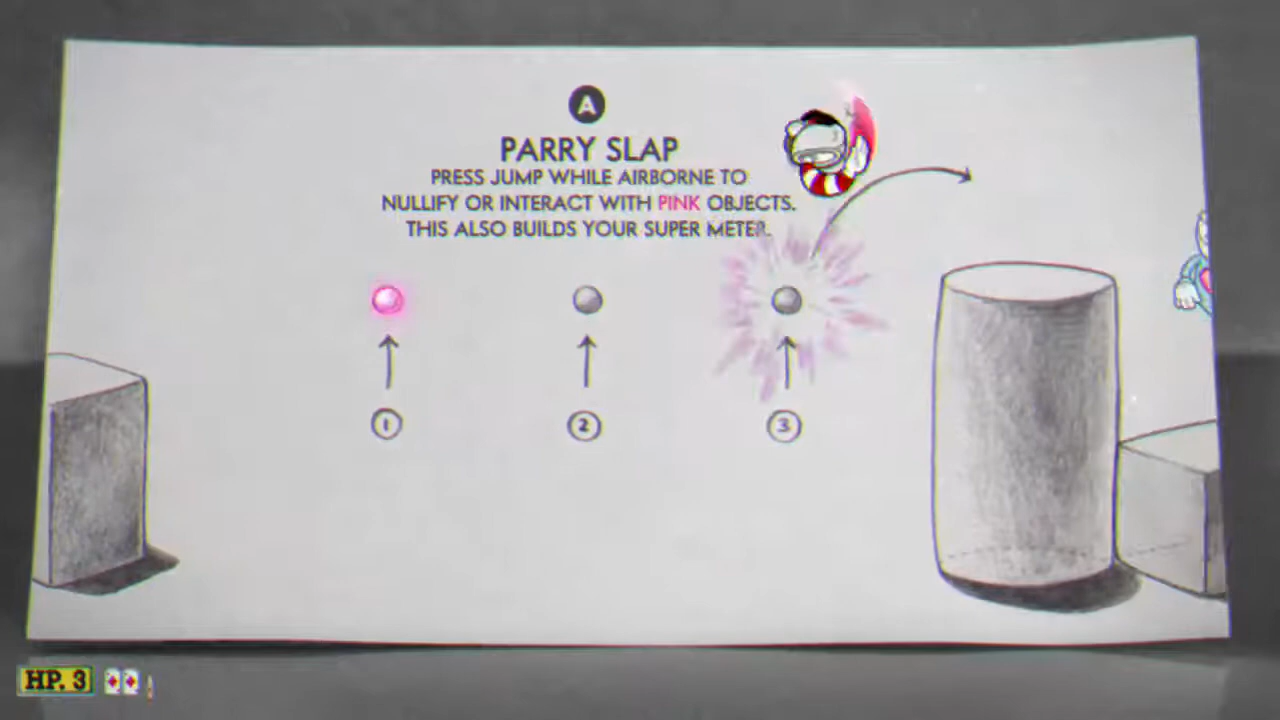 A
PARRY SLAP
PRESS JUMP WHILE AIRBORNE TO
NULLIFY OR INTERACT WITH PINK OBJECTS.
THIS ALSO BUILDS YOUR SUPER METER.
1 2 3
HP. 3